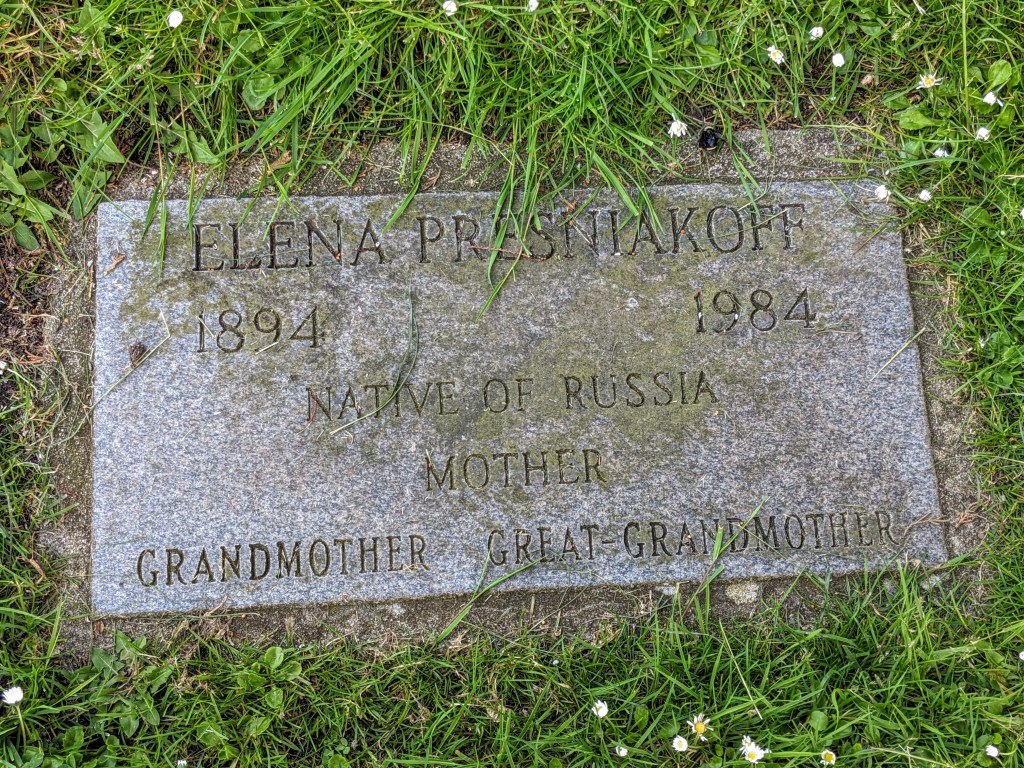 ELENA PRESNIAKOFF
1894 1984
NATIVE OF RUSSIA
MOTHER
GRANDMOTHER GREAT-GRANDMOTHER